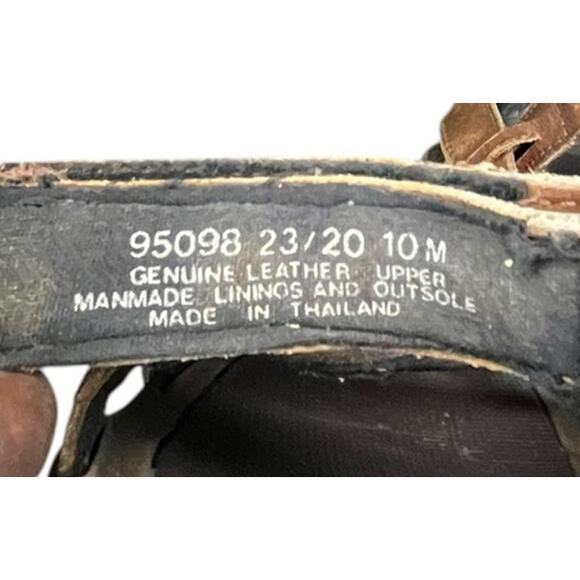 95098 23/20 10 M
GENUINE LEATHER UPPER
MANMADE LININGS AND OUTSOLE
MADE IN THAILAND